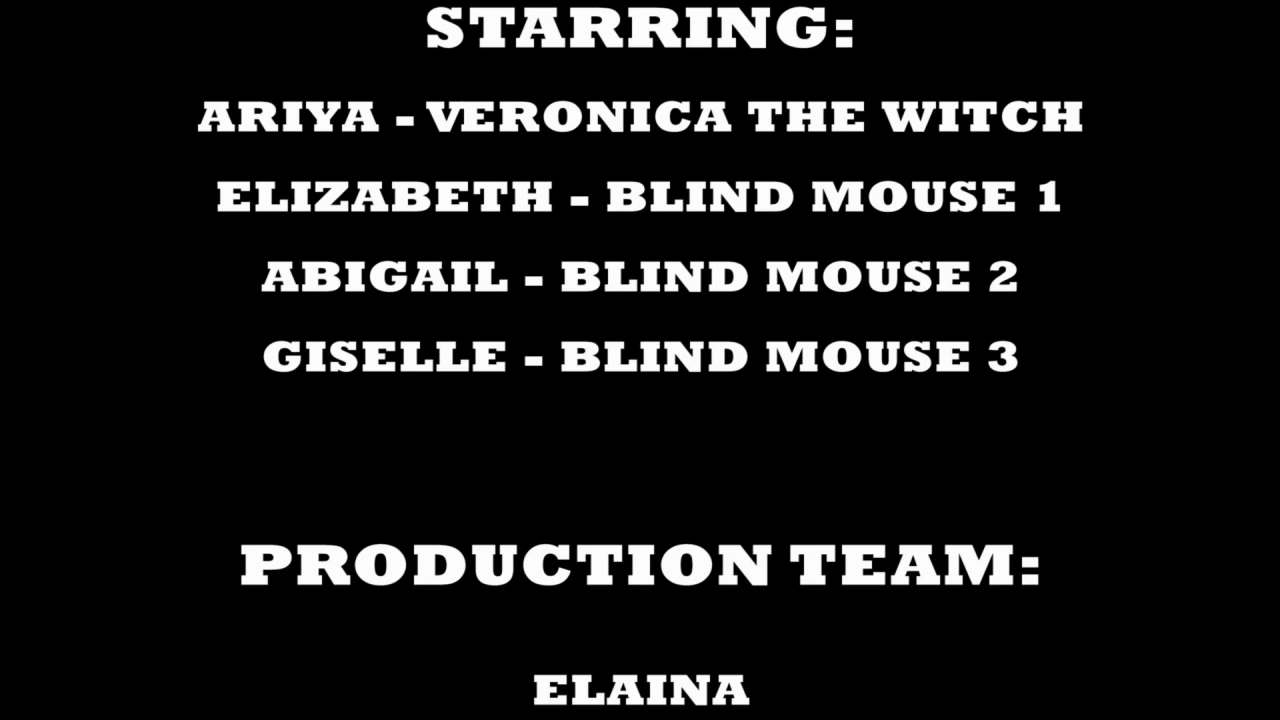 STARRING:
ARIYA - VERONICA THE WITCH
ELIZABETH - BLIND MOUSE 1
ABIGAIL - BLIND MOUSE 2
GISELLE - BLIND MOUSE 3
PRODUCTION TEAM:
ELAINA